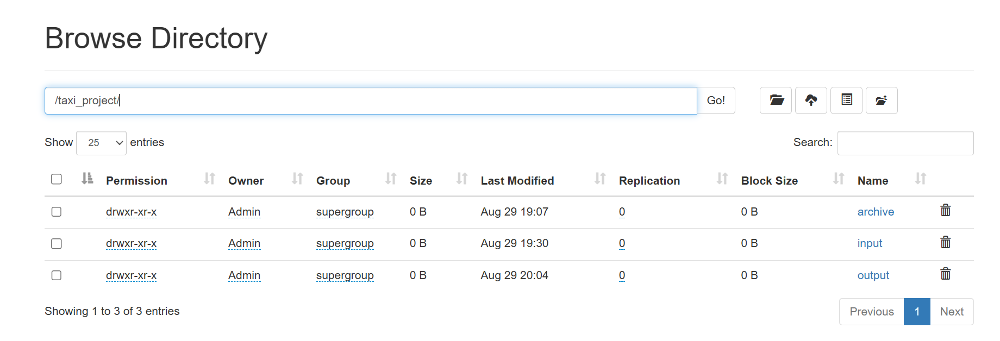 Browse Directory
/taxi_project/
Go!
Show 25 entries
Search:
Permission Owner Group Size Last Modified Replication Block Size Name
drwxr-xr-x Admin supergroup 0 B Aug 29 19:07 0 0 B archive
drwxr-xr-x Admin supergroup 0 B Aug 29 19:30 0 0 B input
drwxr-xr-x Admin supergroup 0 B Aug 29 20:04 0 0 B output
Showing 1 to 3 of 3 entries
Previous 1 Next